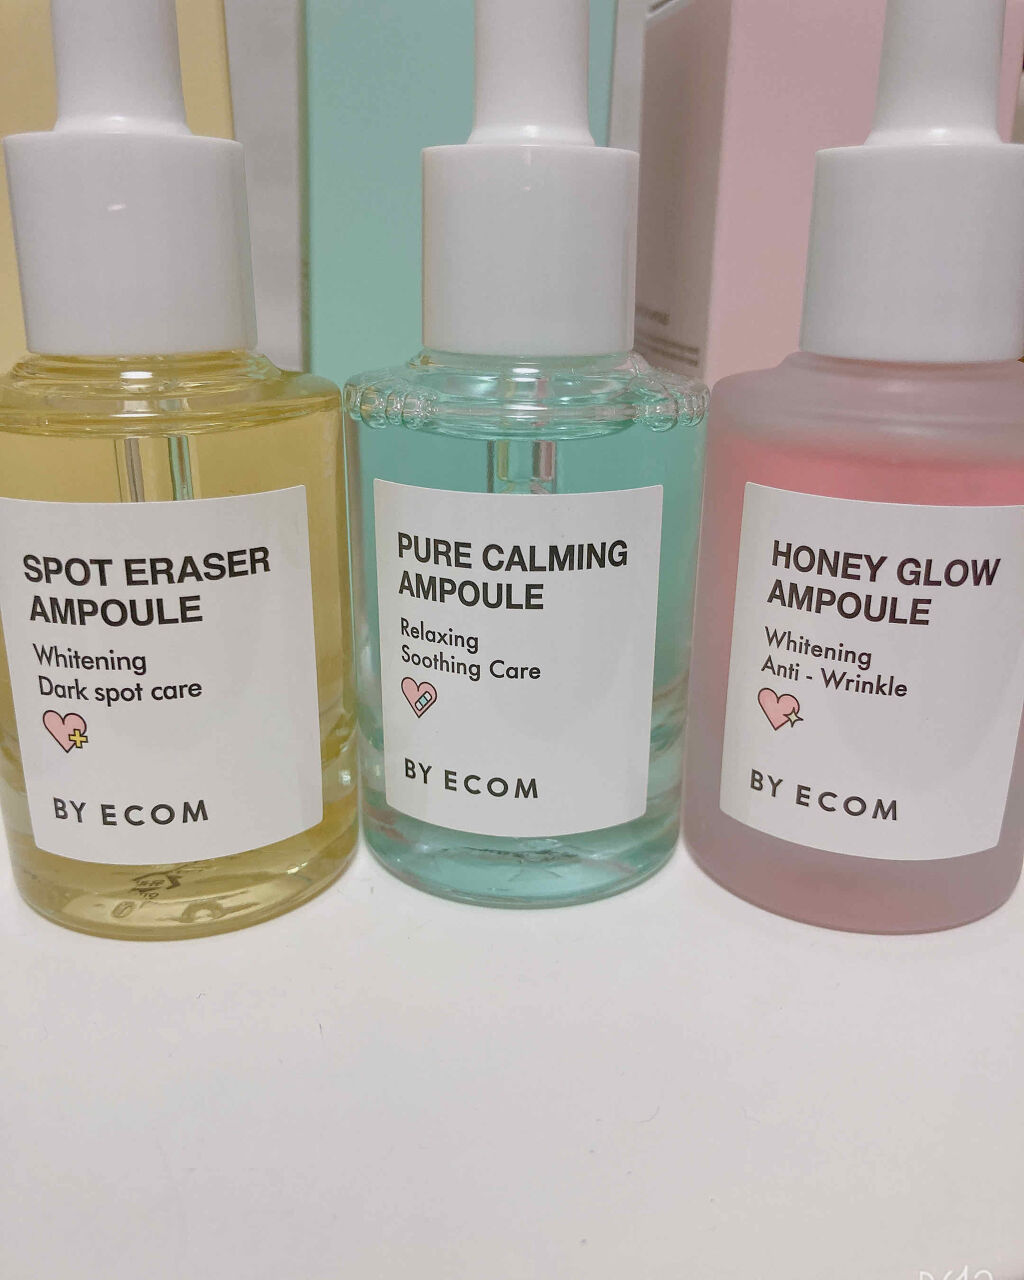 SPOT ERASER
AMPOULE
Whitening
Dark spot care
BY ECOM
PURE CALMING
AMPOULE
Relaxing
Soothing Care
BY ECOM
HONEY GLOW
AMPOULE
Whitening
Anti - Wrinkle
BY ECOM